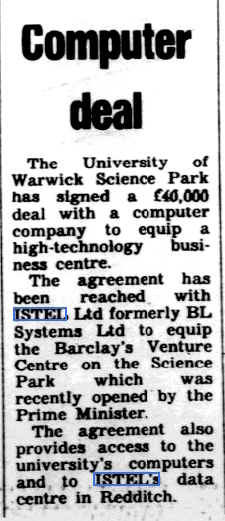 Computer
deal
The University of
Warwick Science Park
has signed a £40,000
deal with a computer
company to equip a
high-technology busi-
ness centre.
The agreement has
been reached with
ISTEL, Ltd formerly BL
Systems Ltd to equip
the Barclay's Venture
Centre on the Science
Park which was
recently opened by the
Prime Minister.
The agreement also
provides access to the
university's computers
and to ISTEL's data
centre in Redditch.